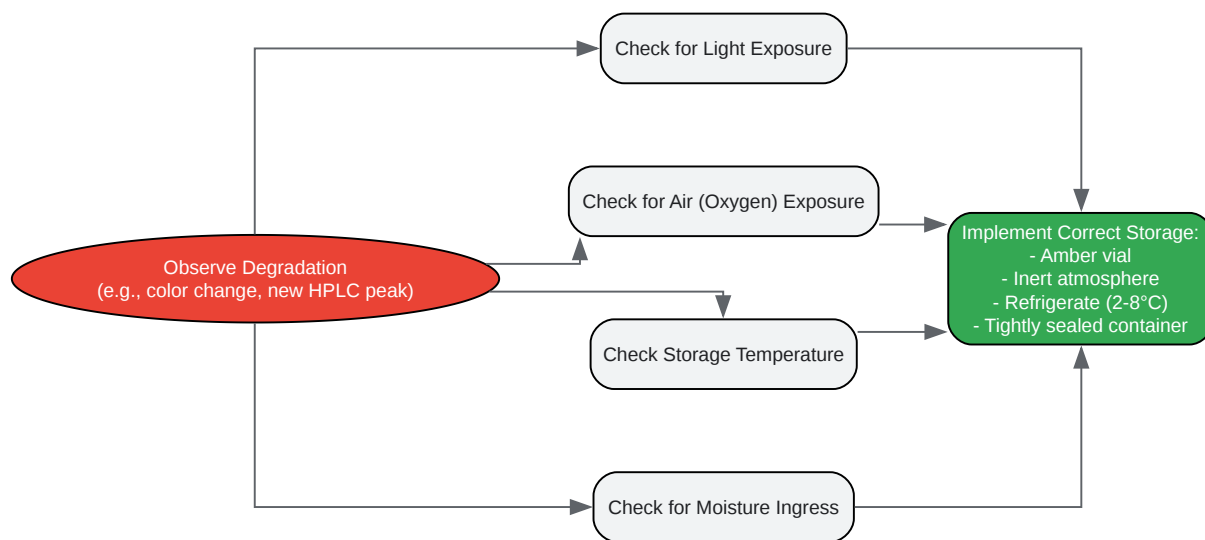 Observe Degradation
(e.g., color change, new HPLC peak)
Check for Light Exposure
Check for Air (Oxygen) Exposure
Check Storage Temperature
Check for Moisture Ingress
Implement Correct Storage:
- Amber vial
- Inert atmosphere
- Refrigerate (2-8°C)
- Tightly sealed container